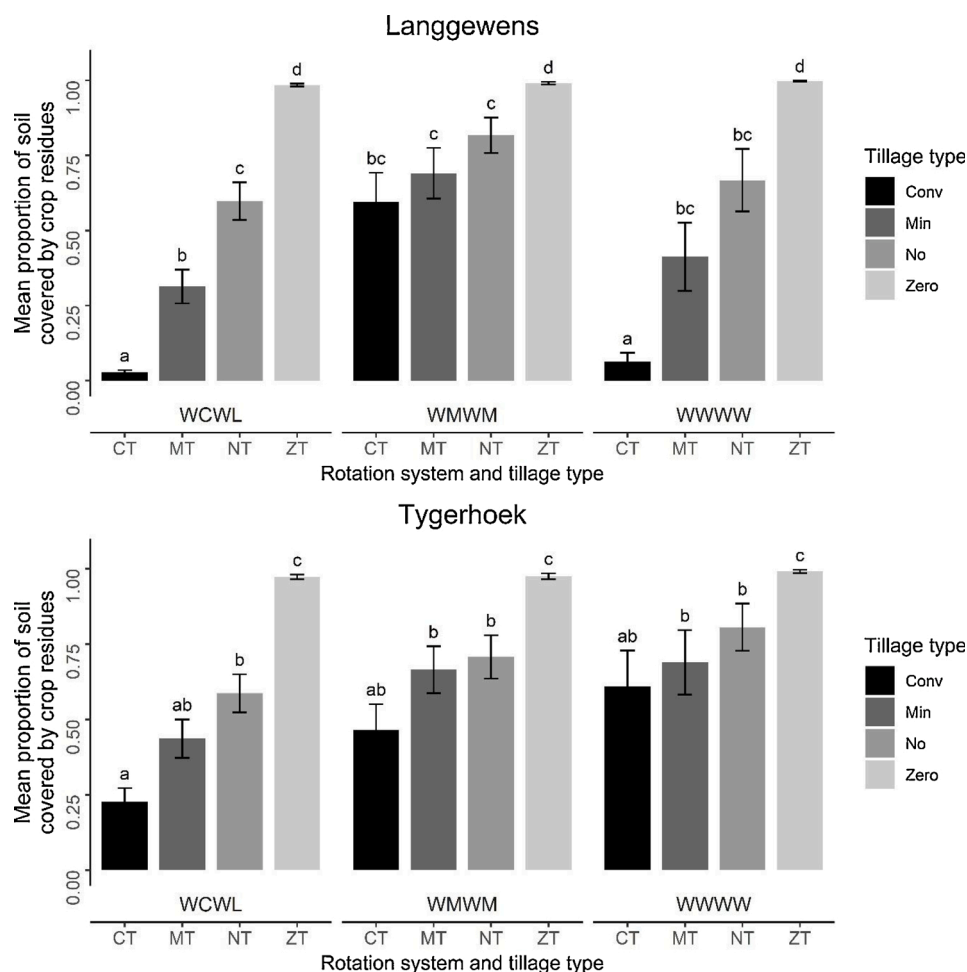 Langgewens
Mean proportion of soil
covered by crop residues
0.00 0.25 0.50 0.75 1.00
a b c d
bc c c d
a bc bc d
WCWL WMWM WWWW
CT MT NT ZT CT MT NT ZT CT MT NT ZT
Rotation system and tillage type
Tillage type
Conv
Min
No
Zero
Tygerhoek
Mean proportion of soil
covered by crop residues
0.00 0.25 0.50 0.75 1.00
a ab b c
ab b b c
ab b b c
WCWL WMWM WWWW
CT MT NT ZT CT MT NT ZT CT MT NT ZT
Rotation system and tillage type
Tillage type
Conv
Min
No
Zero